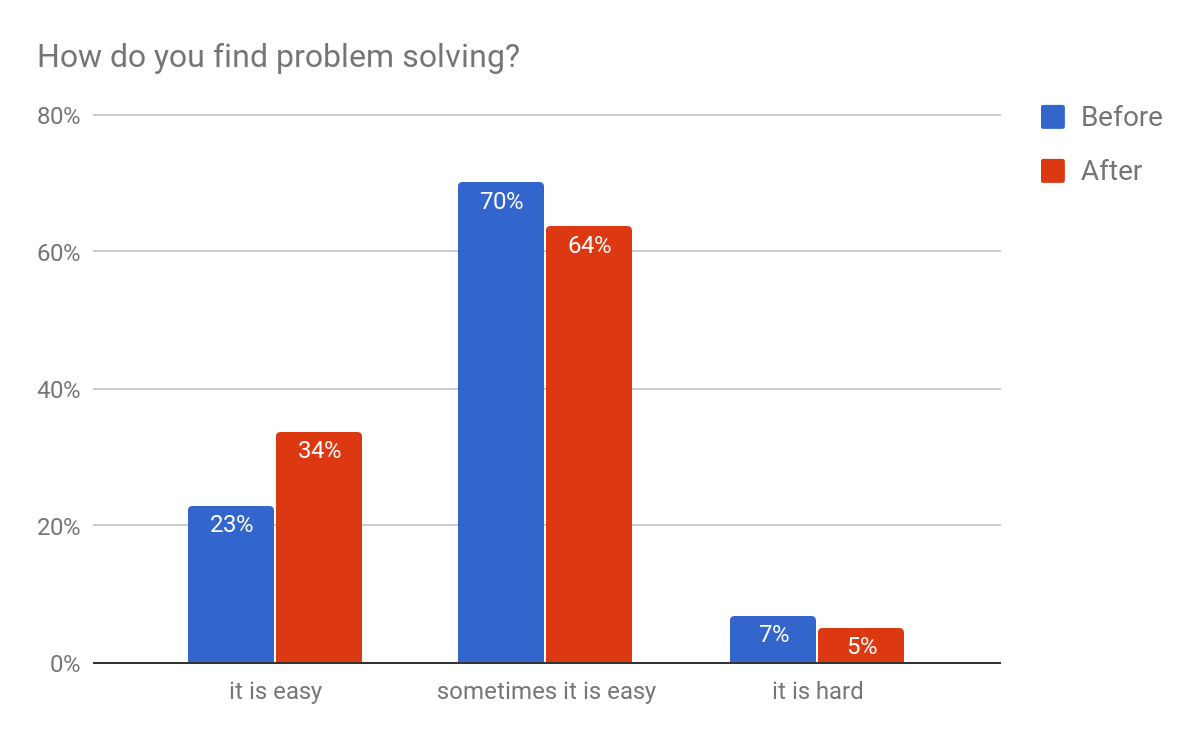 How do you find problem solving?
80%
60%
40%
20%
0%
Before
After
23%
34%
70%
64%
7%
5%
it is easy
sometimes it is easy
it is hard